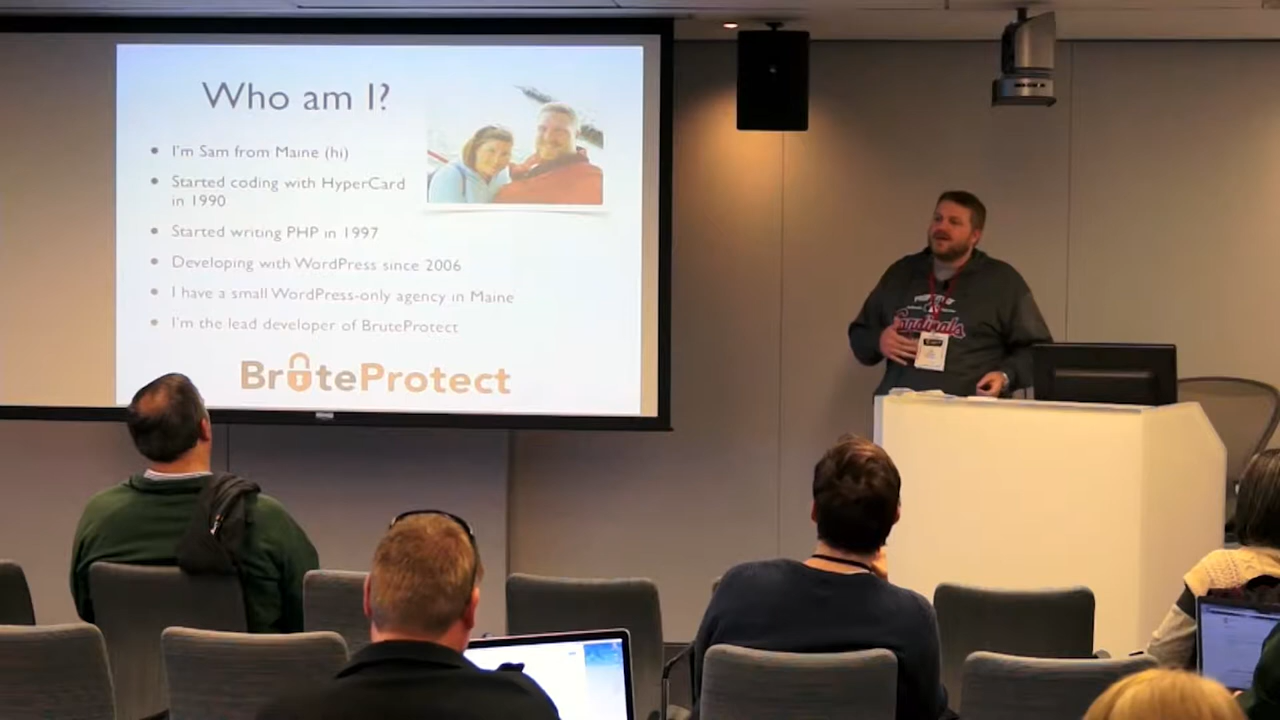 Who am I?
I'm Sam from Maine (hi)
Started coding with HyperCard
in 1990
Started writing PHP in 1997
Developing with WordPress since 2006
I have a small WordPress-only agency in Maine
I'm the lead developer of BruteProtect
BruteProtect
Cardinals